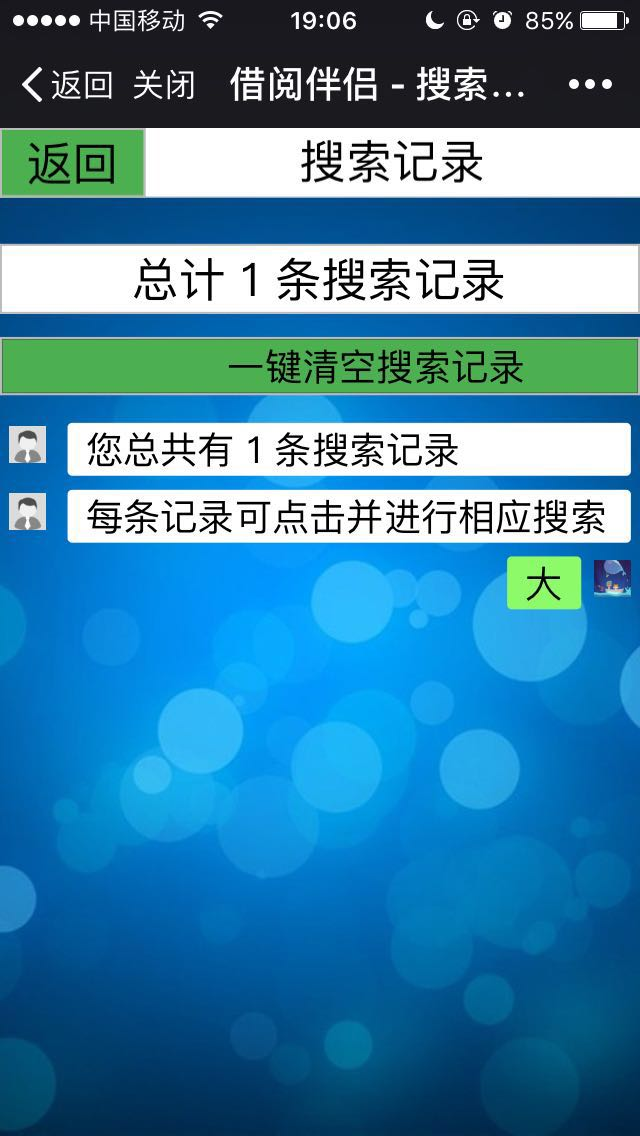 中国移动 19:06 85%
返回 关闭 借阅伴侣 - 搜索...
返回 搜索记录
总计 1 条搜索记录
一键清空搜索记录
您总共有 1 条搜索记录
每条记录可点击并进行相应搜索
大